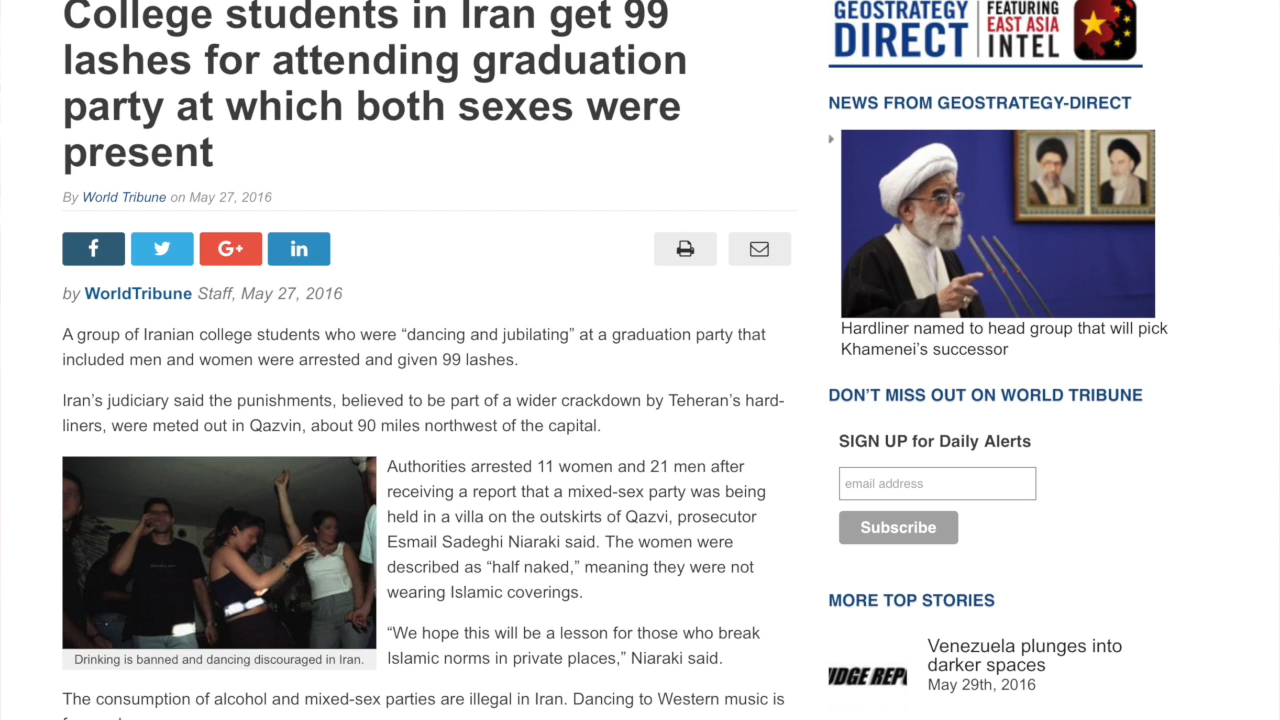 College students in Iran get 99
lashes for attending graduation
party at which both sexes were
present
By World Tribune on May 27, 2016
f
G+
in
by WorldTribune Staff, May 27, 2016
A group of Iranian college students who were “dancing and jubilating” at a graduation party that
included men and women were arrested and given 99 lashes.
Iran’s judiciary said the punishments, believed to be part of a wider crackdown by Teheran’s hard-
liners, were meted out in Qazvin, about 90 miles northwest of the capital.
Authorities arrested 11 women and 21 men after
receiving a report that a mixed-sex party was being
held in a villa on the outskirts of Qazvi, prosecutor
Esmail Sadeghi Niaraki said. The women were
described as “half naked,” meaning they were not
wearing Islamic coverings.
“We hope this will be a lesson for those who break
Islamic norms in private places,” Niaraki said.
Drinking is banned and dancing discouraged in Iran.
The consumption of alcohol and mixed-sex parties are illegal in Iran. Dancing to Western music is
GEOSTRATEGY
DIRECT
FEATURING
EAST ASIA
INTEL
NEWS FROM GEOSTRATEGY-DIRECT
Hardliner named to head group that will pick
Khamenei’s successor
DON’T MISS OUT ON WORLD TRIBUNE
SIGN UP for Daily Alerts
email address
Subscribe
MORE TOP STORIES
Venezuela plunges into
darker spaces
May 29th, 2016